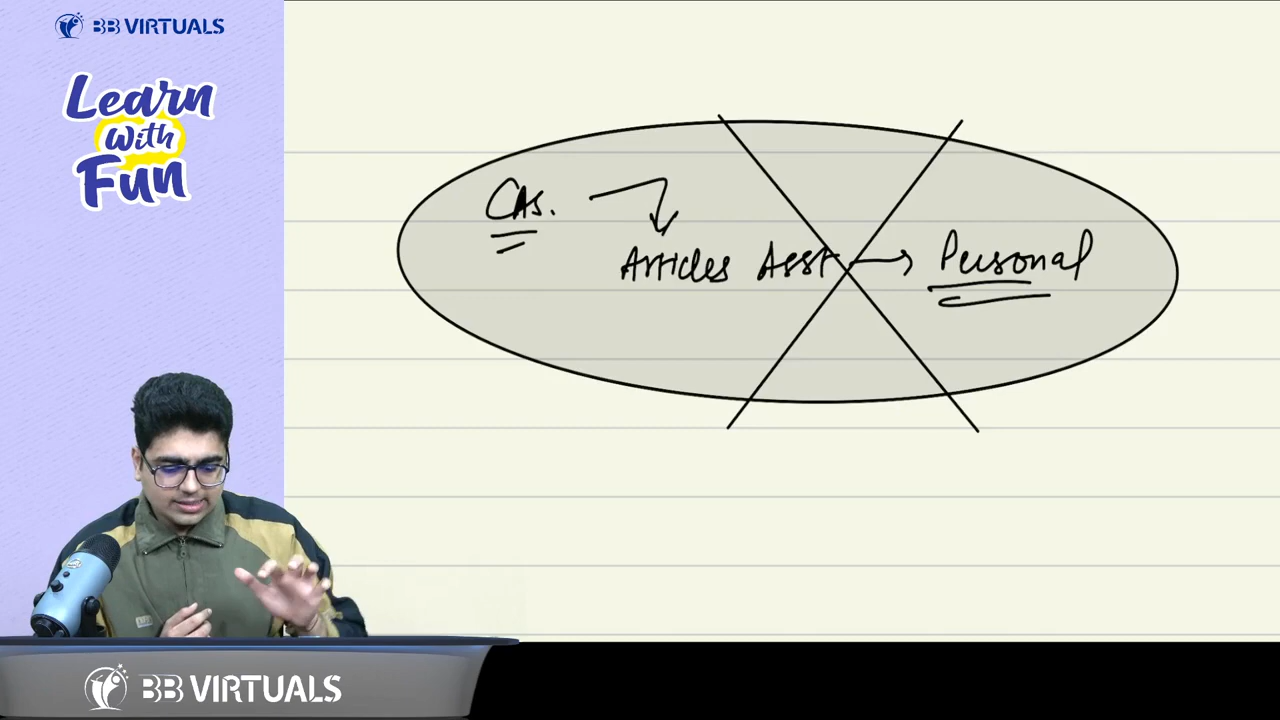 BB VIRTUALS
Learn
With
Fun
CAs.
Articles Asst → Personal
BB VIRTUALS